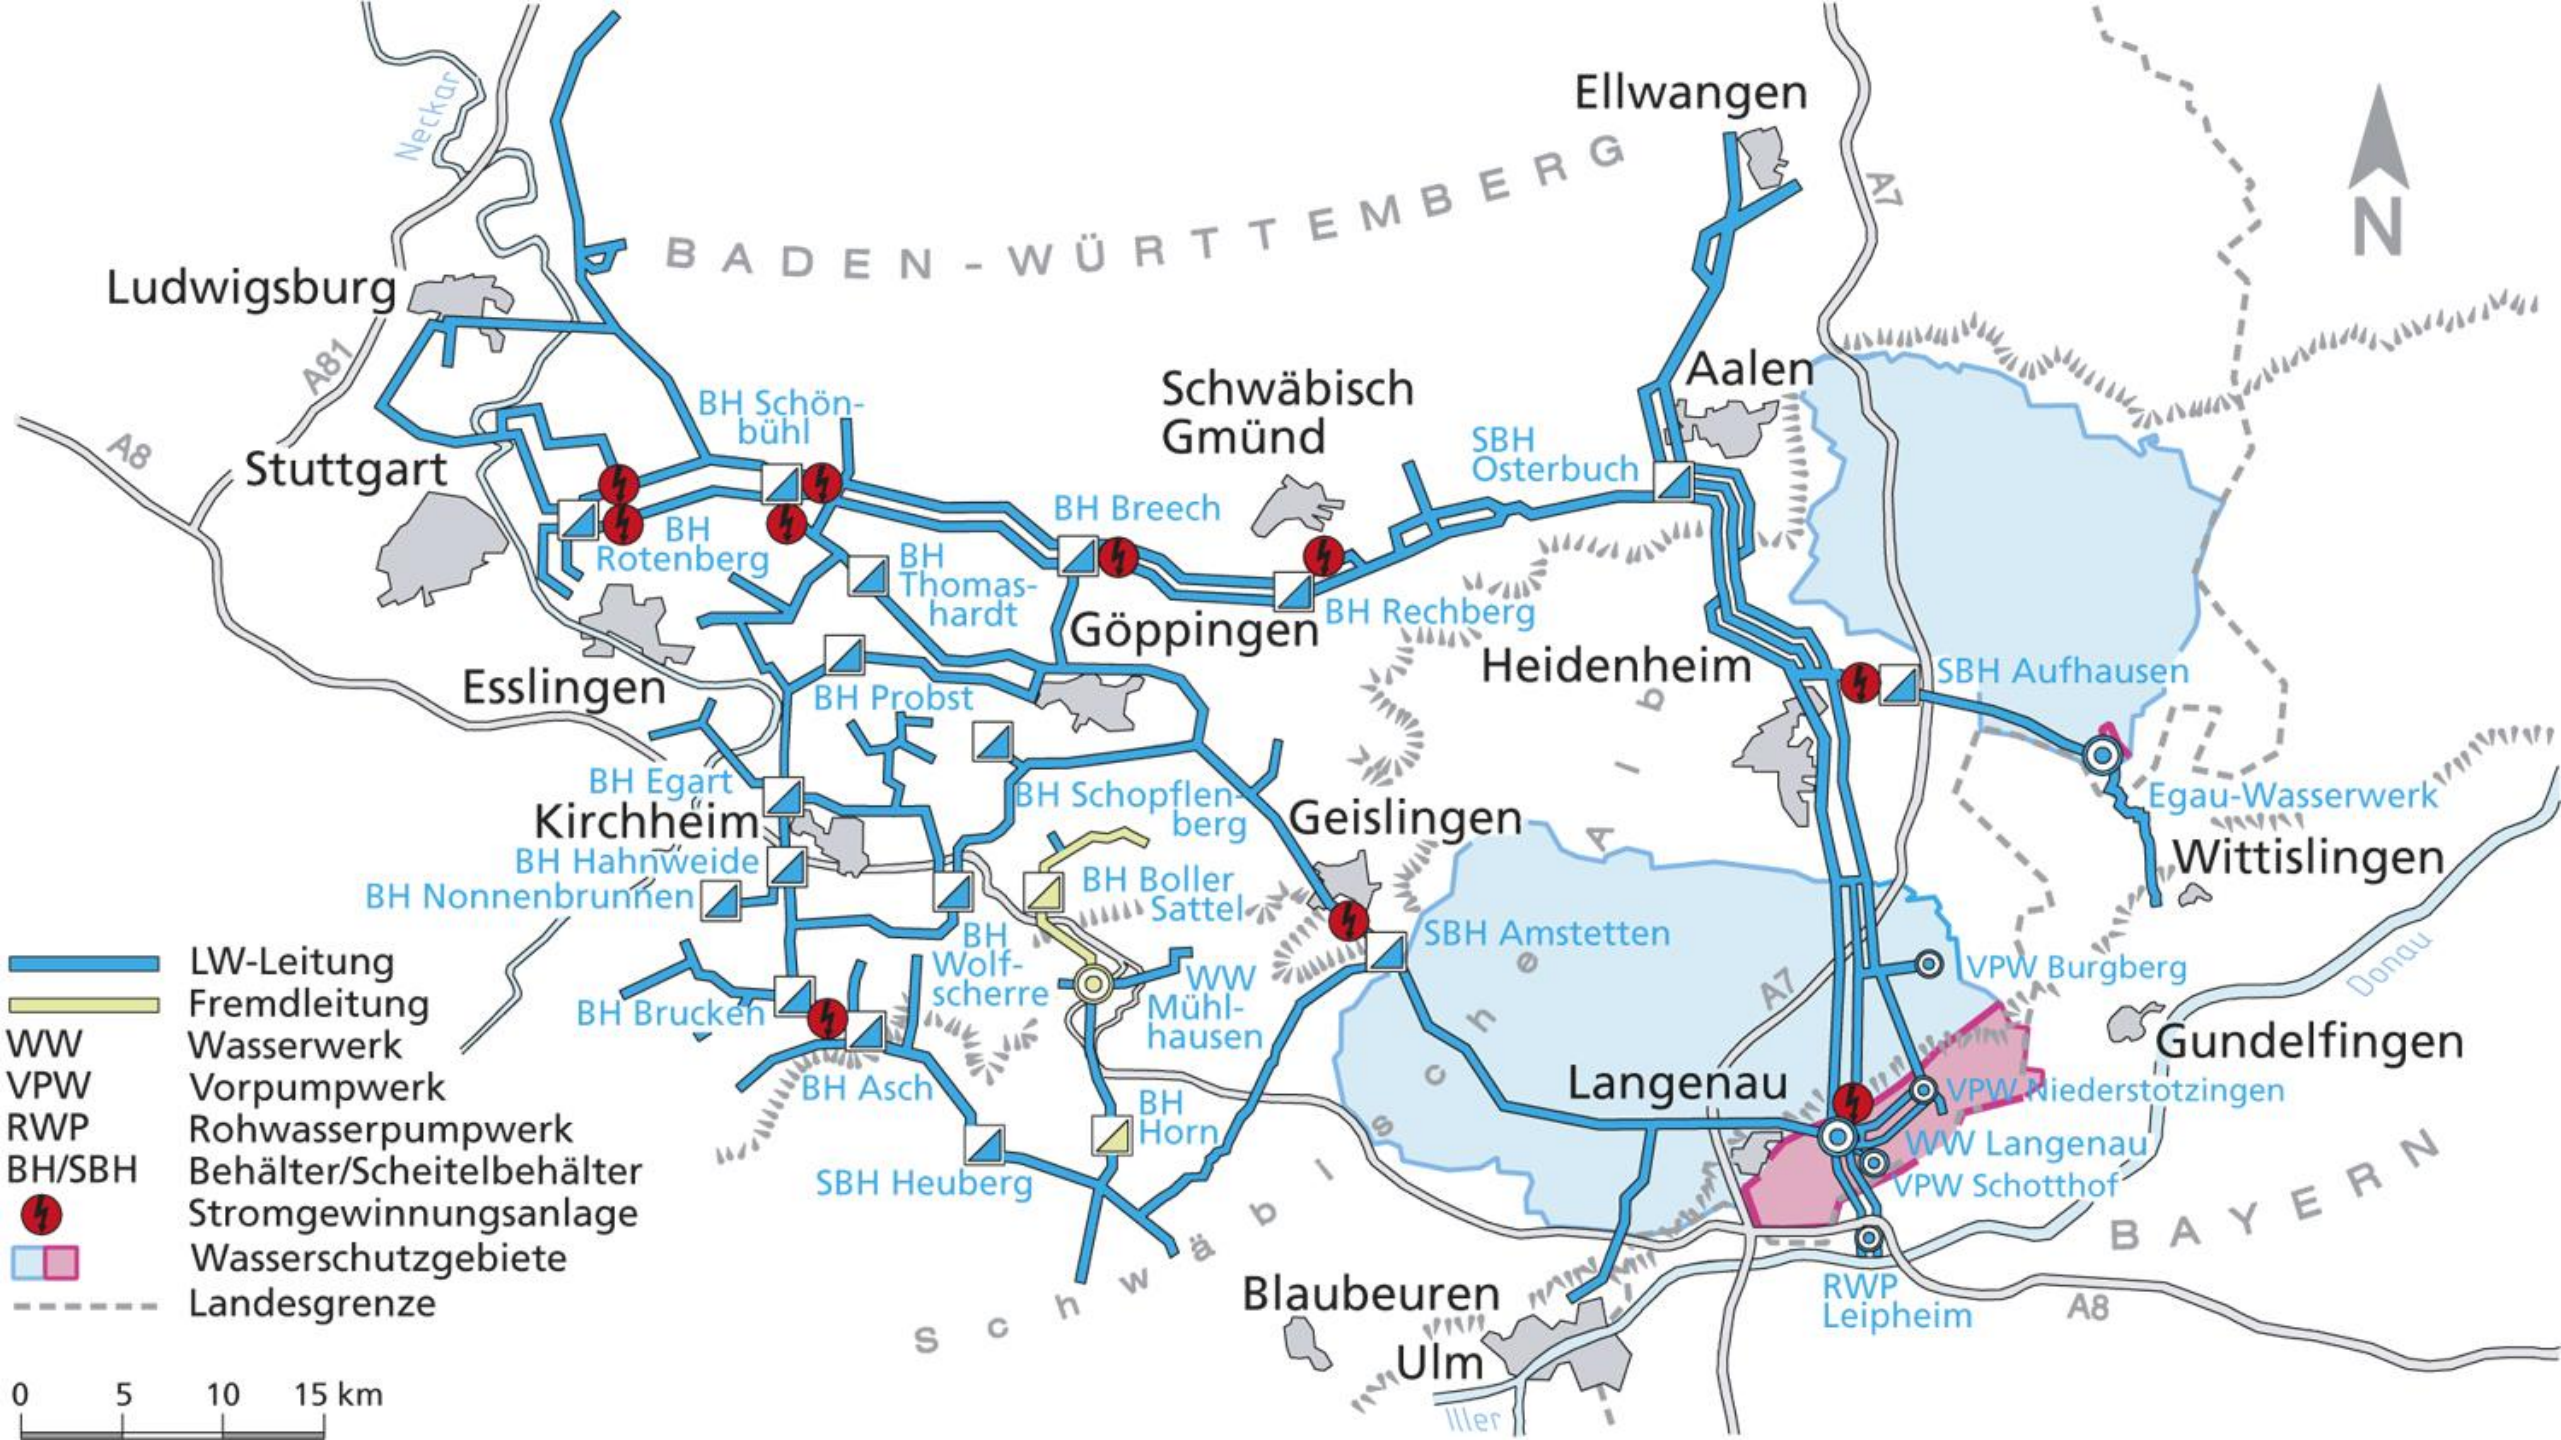 Neckar
Ellwangen
A7
BADEN-WÜRTTEMBERG
N
Ludwigsburg
A81
Aalen
Schwäbisch
Gmünd
BH Schön-
bühl
SBH
Osterbuch
A8
Stuttgart
BH Breech
BH
Rotenberg
BH
Thomas-
hardt
BH Rechberg
Göppingen
Heidenheim
SBH Aufhausen
Esslingen
BH Probst
BH Egart
Kirchheim
BH Schopflen-
berg
Geislingen
Egau-Wasserwerk
Wittislingen
BH Hahnweide
BH Nonnenbrunnen
BH Boller
Sattel
SBH Amstetten
BH
Wolf-
scherre
WW
Mühl-
hausen
VPW Burgberg
Donau
A7
BH Brucken
Gundelfingen
BH Asch
Langenau
VPW Niederstotzingen
BH
Horn
WW Langenau
VPW Schotthof
SBH Heuberg
BAYERN
Schwäbische Alb
Blaubeuren
RWP
Leipheim
A8
Ulm
Iller
LW-Leitung
Fremdleitung
WW Wasserwerk
VPW Vorpumpwerk
RWP Rohwasserpumpwerk
BH/SBH Behälter/Scheitelbehälter
Stromgewinnungsanlage
Wasserschutzgebiete
Landesgrenze
0 5 10 15 km